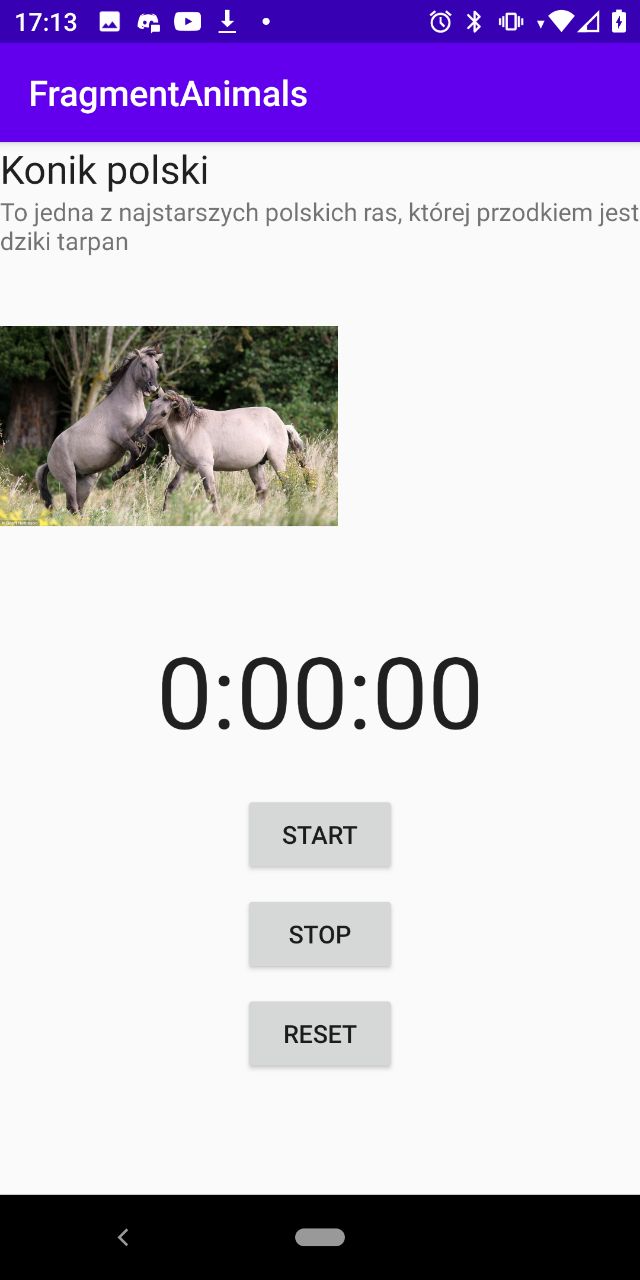 17:13
FragmentAnimals
Konik polski
To jedna z najstarszych polskich ras, której przodkiem jest
dziki tarpan
0:00:00
START
STOP
RESET